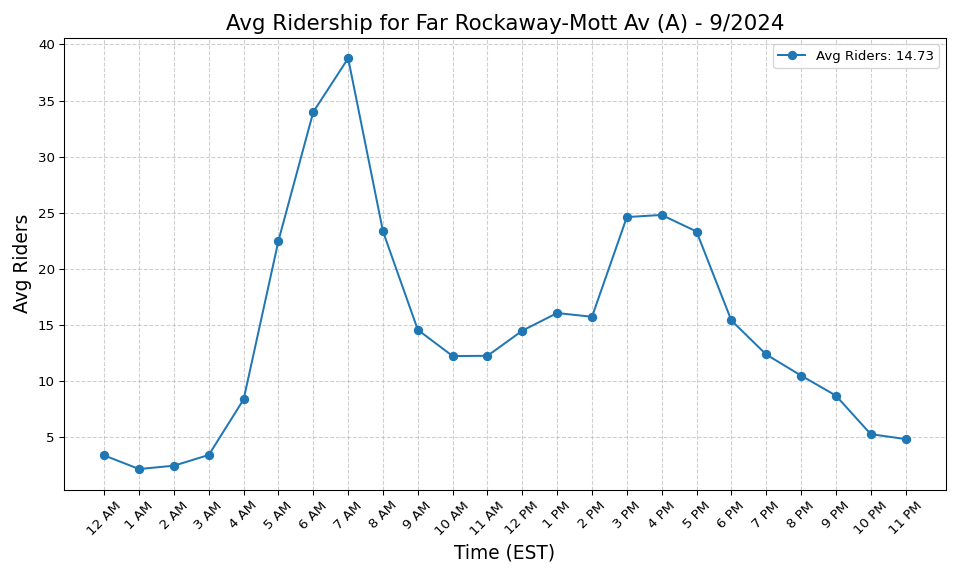 Avg Ridership for Far Rockaway-Mott Av (A) - 9/2024
Avg Riders: 14.73
Avg Riders
40
35
30
25
20
15
10
5
12 AM
1 AM
2 AM
3 AM
4 AM
5 AM
6 AM
7 AM
8 AM
9 AM
10 AM
11 AM
12 PM
1 PM
2 PM
3 PM
4 PM
5 PM
6 PM
7 PM
8 PM
9 PM
10 PM
11 PM
Time (EST)